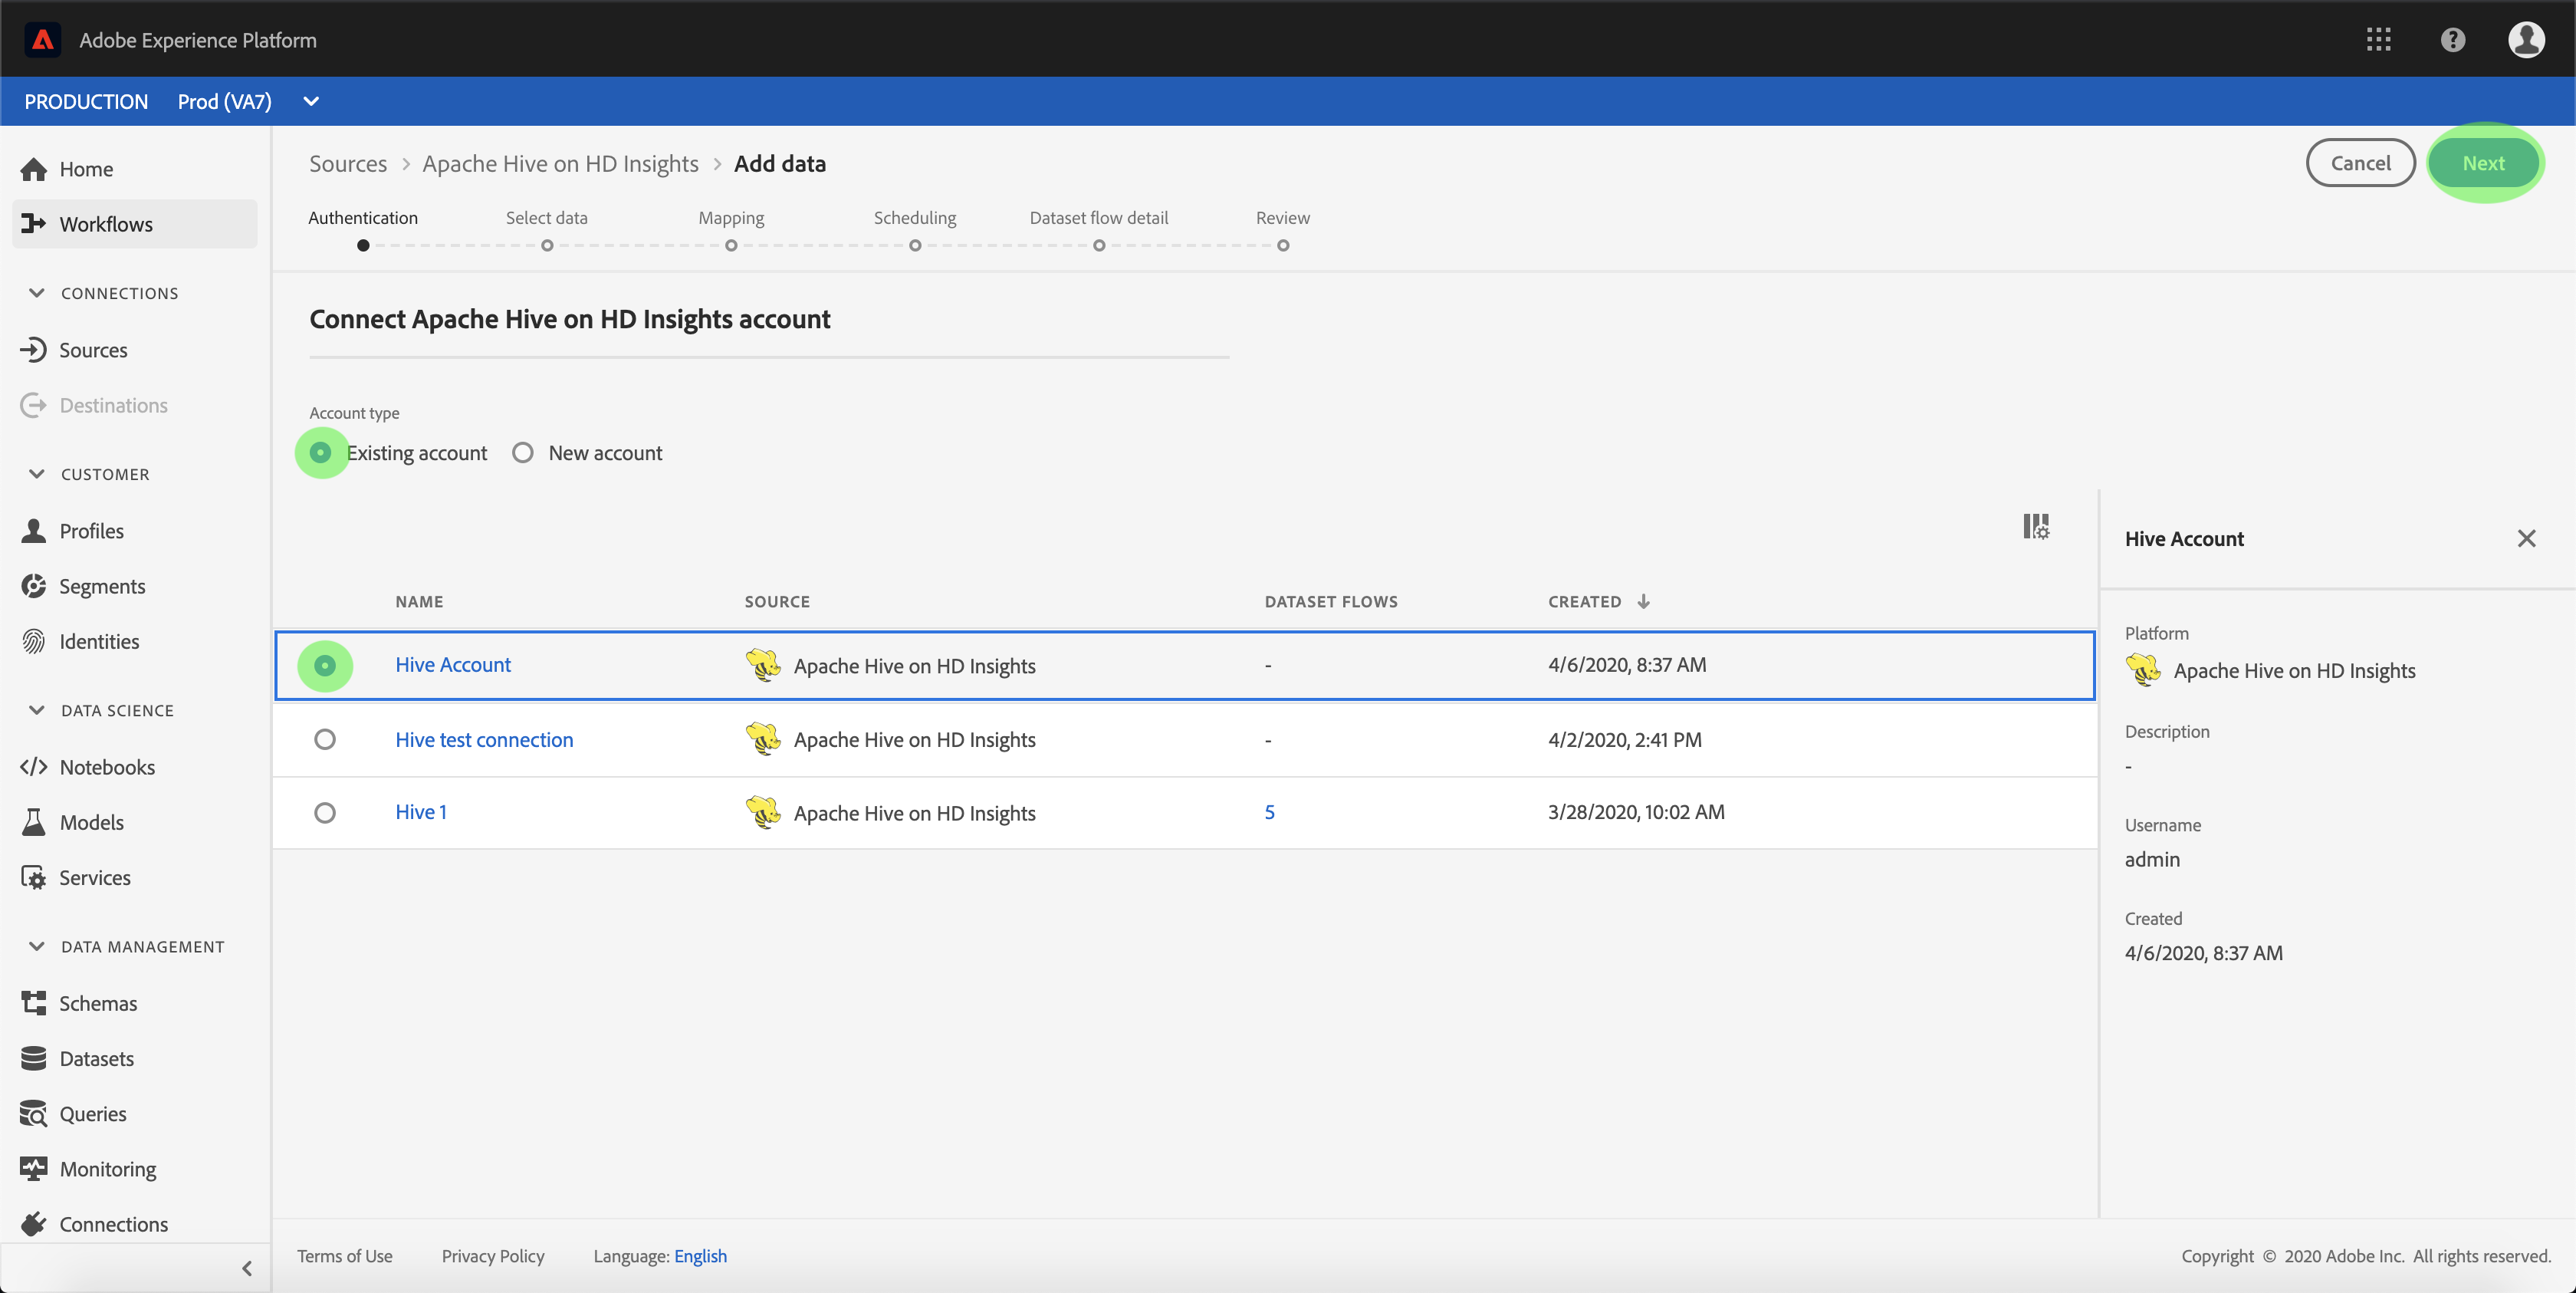 Adobe Experience Platform
?
PRODUCTION Prod (VA7)
Home
Workflows
CONNECTIONS
Sources
Destinations
CUSTOMER
Profiles
Segments
Identities
DATA SCIENCE
Notebooks
Models
Services
DATA MANAGEMENT
Schemas
Datasets
Queries
Monitoring
Connections
Sources > Apache Hive on HD Insights > Add data
Cancel Next
Authentication Select data Mapping Scheduling Dataset flow detail Review
Connect Apache Hive on HD Insights account
Account type
Existing account New account
NAME SOURCE DATASET FLOWS CREATED
Hive Account Apache Hive on HD Insights - 4/6/2020, 8:37 AM
Hive test connection Apache Hive on HD Insights - 4/2/2020, 2:41 PM
Hive 1 Apache Hive on HD Insights 5 3/28/2020, 10:02 AM
Hive Account
Platform
Apache Hive on HD Insights
Description
-
Username
admin
Created
4/6/2020, 8:37 AM
Terms of Use Privacy Policy Language: English
Copyright © 2020 Adobe Inc. All rights reserved.